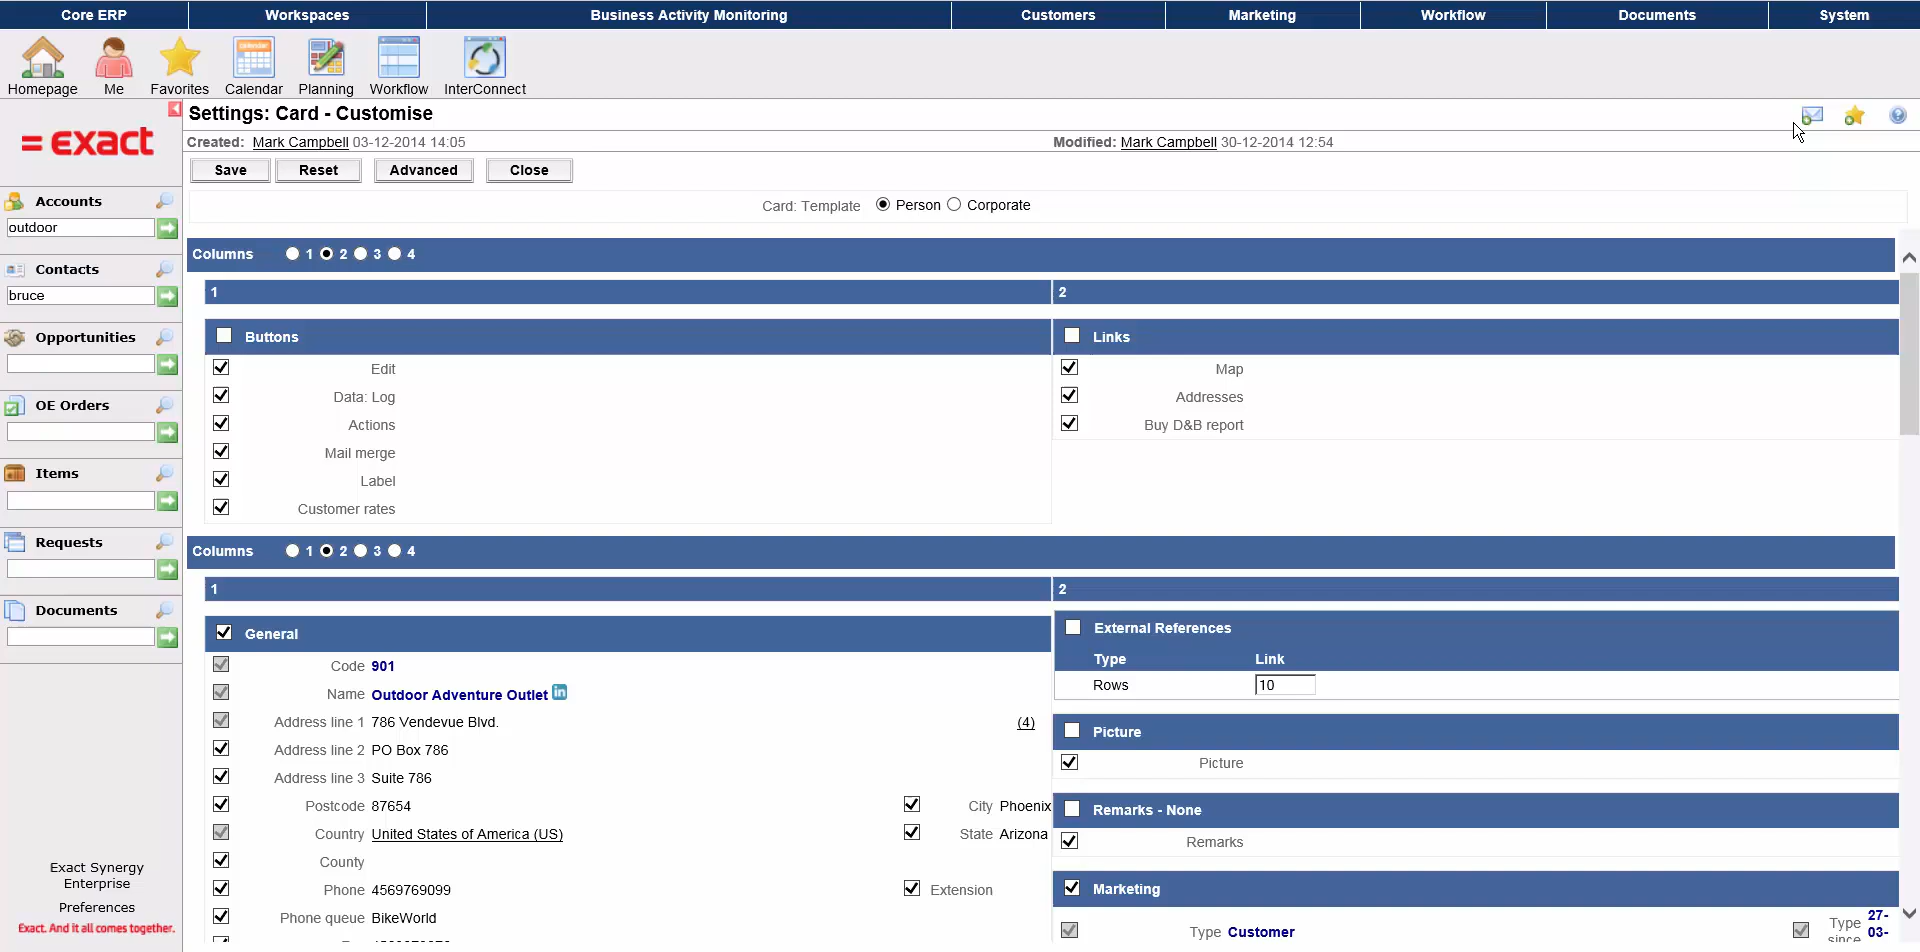 Core ERP Workspaces Business Activity Monitoring Customers Marketing Workflow Documents System
Homepage Me Favorites Calendar Planning Workflow InterConnect
Settings: Card - Customise
= exact
Created: Mark Campbell 03-12-2014 14:05 Modified: Mark Campbell 30-12-2014 12:54
Save Reset Advanced Close
Card: Template Person Corporate
Accounts
outdoor
Contacts
bruce
Opportunities
OE Orders
Items
Requests
Documents
Exact Synergy
Enterprise
Preferences
Exact. And it all comes together.
Columns 1 2 3 4
1 2
Buttons Links
Edit Map
Data: Log Addresses
Actions Buy D&B report
Mail merge
Label
Customer rates
Columns 1 2 3 4
1 2
General
Code 901
Name Outdoor Adventure Outlet in
Address line 1 786 Vendevue Blvd. (4)
Address line 2 PO Box 786
Address line 3 Suite 786
Postcode 87654 City Phoenix
Country United States of America (US) State Arizona
County
Phone 4569769099 Extension
Phone queue BikeWorld
External References
Type Link
Rows 10
Picture
Picture
Remarks - None
Remarks
Marketing
Type Customer Type since 27-03-